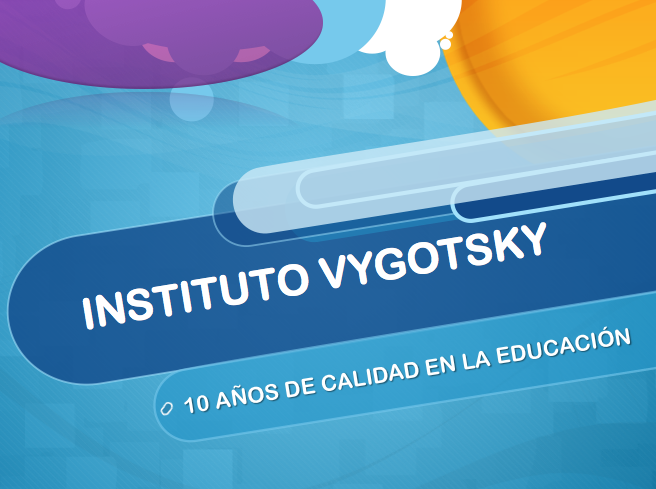 INSTITUTO VYGOTSKY
10 AÑOS DE CALIDAD EN LA EDUCACIÓN